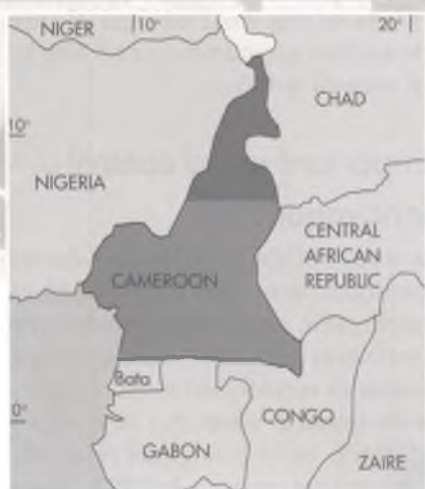 NIGER
10°
20°
CHAD
10°
NIGERIA
CENTRAL
AFRICAN
REPUBLIC
CAMEROON
Bata
0°
CONGO
GABON
ZAIRE